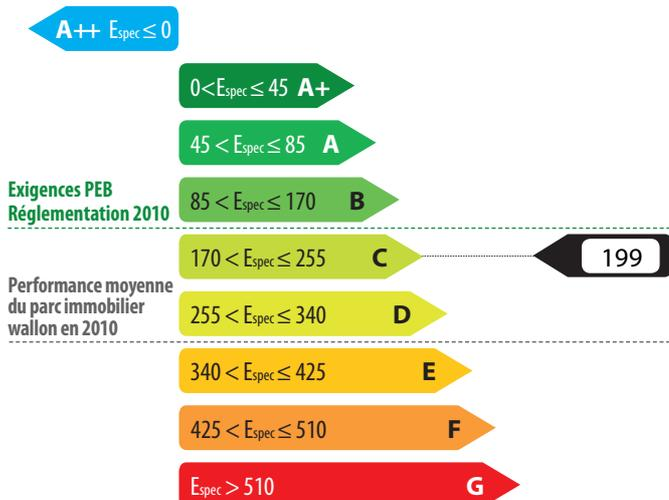 A++ Espec ≤ 0
0<Espec ≤ 45 A+
45 < Espec ≤ 85 A
Exigences PEB
Réglementation 2010
85 < Espec ≤ 170 B
170 < Espec ≤ 255 C
199
Performance moyenne
du parc immobilier
wallon en 2010
255 < Espec ≤ 340 D
340 < Espec ≤ 425 E
425 < Espec ≤ 510 F
Espec > 510 G